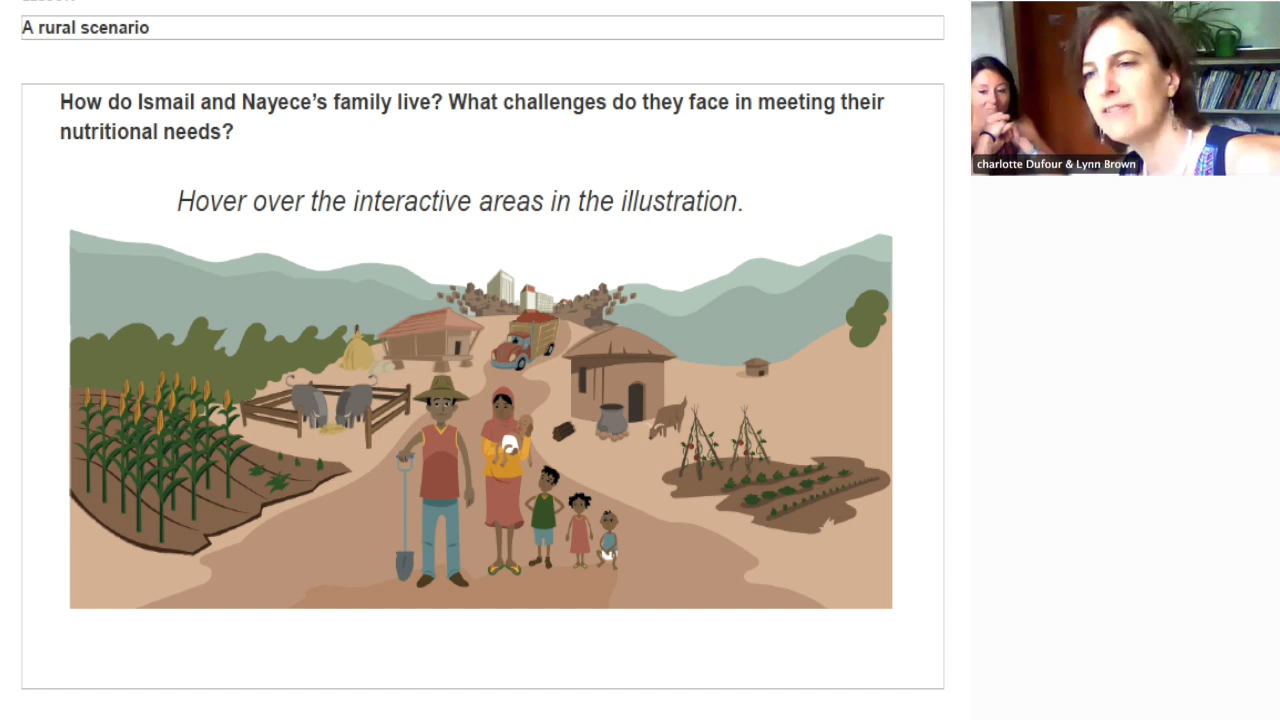 LESSON
A rural scenario
How do Ismail and Nayece’s family live? What challenges do they face in meeting their
nutritional needs?
Hover over the interactive areas in the illustration.
charlotte Dufour & Lynn Brown